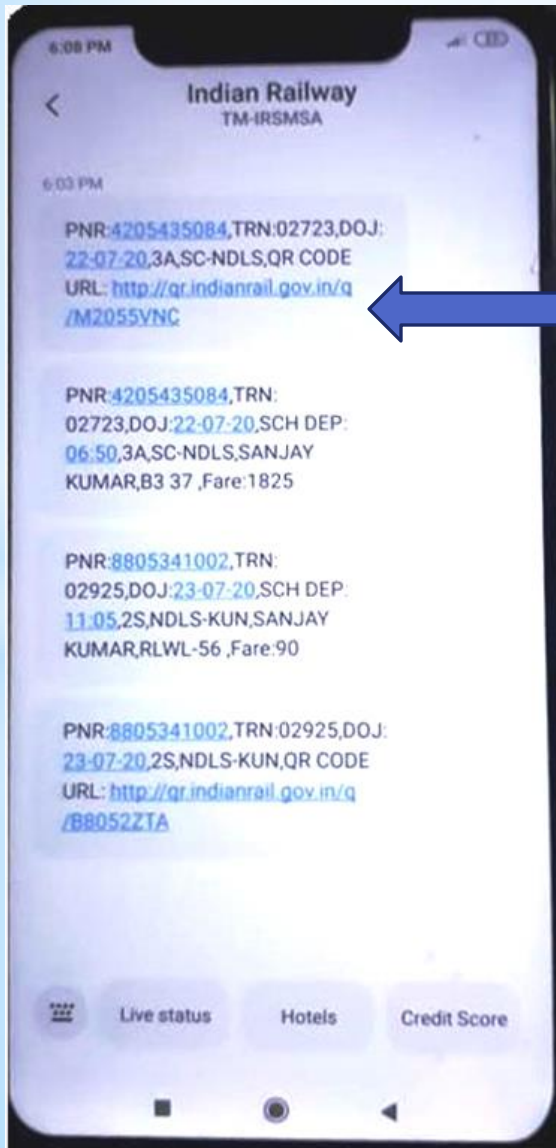 6:08 PM
Indian Railway
TM-IRSMSA
6:03 PM
PNR:4205435084,TRN:02723,DOJ:
22-07-20,3A,SC-NDLS,QR CODE
URL: http://qr.indianrail.gov.in/q
/M2055VNC
PNR:4205435084,TRN:
02723,DOJ:22-07-20,SCH DEP:
06:50,3A,SC-NDLS,SANJAY
KUMAR,B3 37 ,Fare:1825
PNR:8805341002,TRN:
02925,DOJ:23-07-20,SCH DEP:
11:05,2S,NDLS-KUN,SANJAY
KUMAR,RLWL-56 ,Fare:90
PNR:8805341002,TRN:02925,DOJ:
23-07-20,2S,NDLS-KUN,QR CODE
URL: http://qr.indianrail.gov.in/q
/B8052ZTA
Live status
Hotels
Credit Score